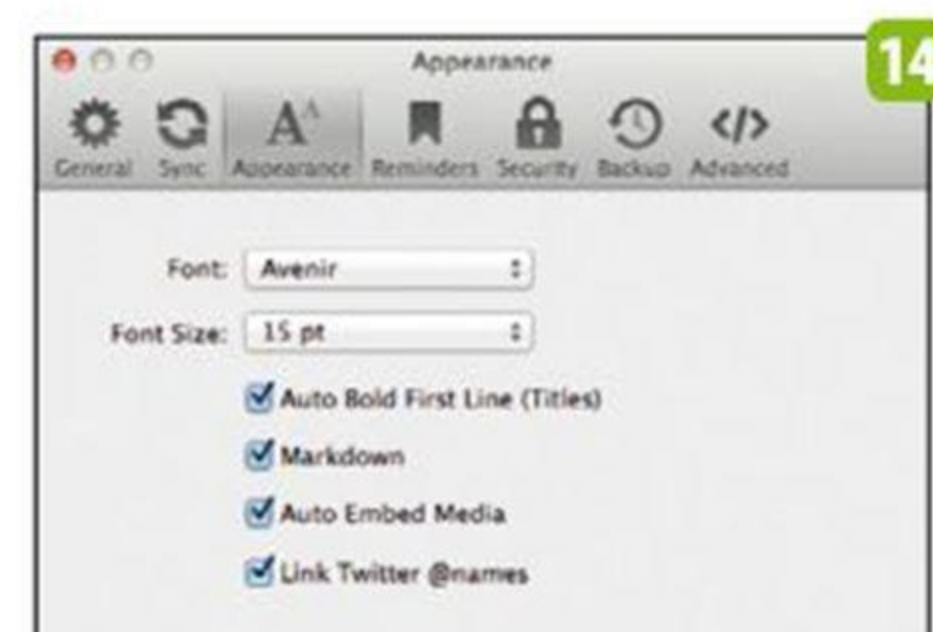 Appearance
14
General Sync Appearance Reminders Security Backup Advanced
Font: Avenir
Font Size: 15 pt
Auto Bold First Line (Titles)
Markdown
Auto Embed Media
Link Twitter @names